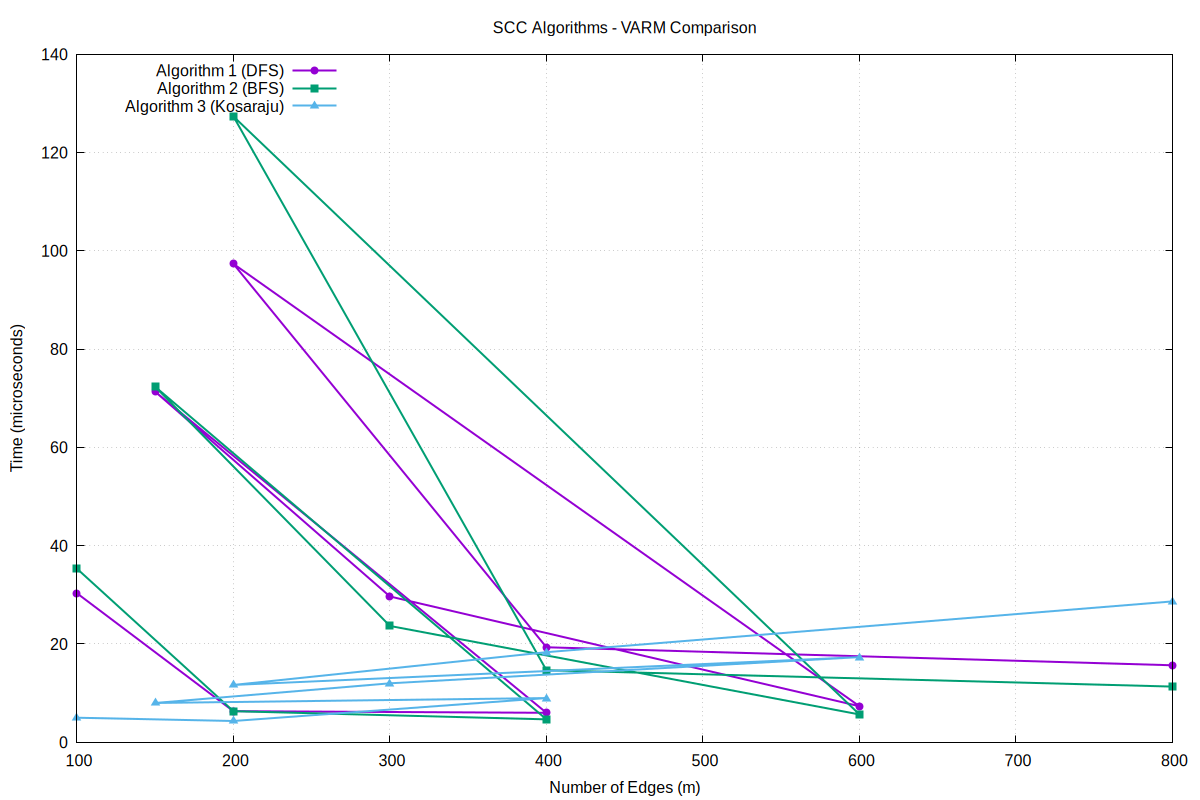 SCC Algorithms - VARM Comparison
140
120
100
80
60
40
20
0
Algorithm 1 (DFS)
Algorithm 2 (BFS)
Algorithm 3 (Kosaraju)
Time (microseconds)
100 200 300 400 500 600 700 800
Number of Edges (m)